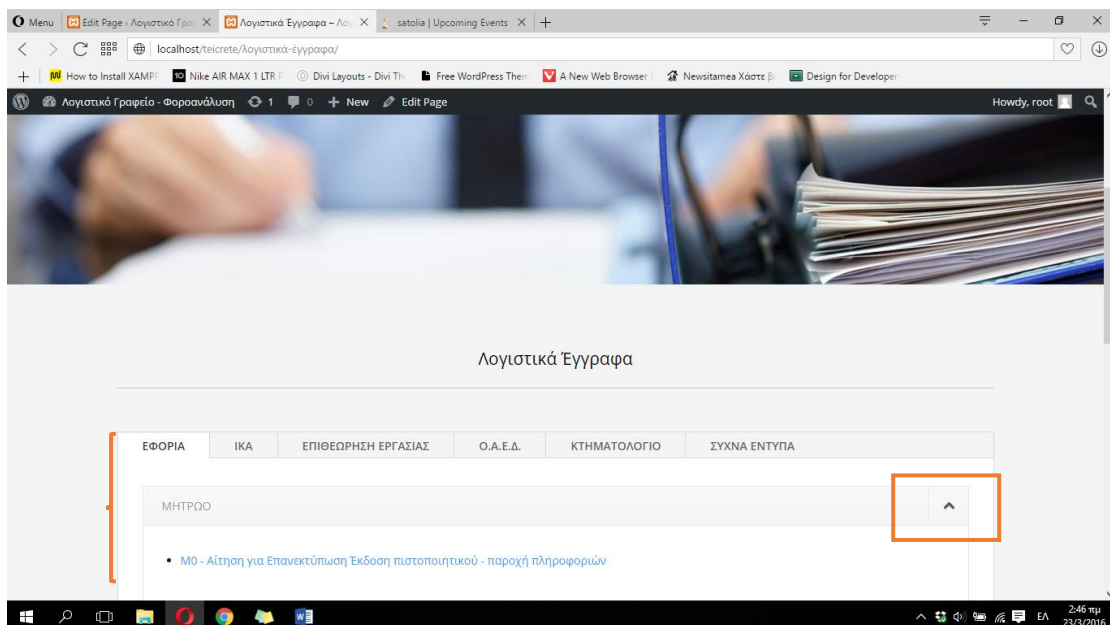 Menu Edit Page ‹ Λογιστικό Γρα Λογιστικά Έγγραφα – Λογ satolia | Upcoming Events
localhost/teicrete/λογιστικά-έγγραφα/
How to Install XAMPP Nike AIR MAX 1 LTR Divi Layouts - Divi Th Free WordPress Them A New Web Browser Newsitamea Χάστε β Design for Developer
Λογιστικό Γραφείο - Φοροανάλυση 1 0 + New Edit Page Howdy, root
Λογιστικά Έγγραφα
ΕΦΟΡΙΑ ΙΚΑ ΕΠΙΘΕΩΡΗΣΗ ΕΡΓΑΣΙΑΣ Ο.Α.Ε.Δ. ΚΤΗΜΑΤΟΛΟΓΙΟ ΣΥΧΝΑ ΕΝΤΥΠΑ
ΜΗΤΡΩΟ
• Μ0 - Αίτηση για Επανεκτύπωση Έκδοση πιστοποιητικού - παροχή πληροφοριών
ΕΛ 2:46 πμ
23/3/2016